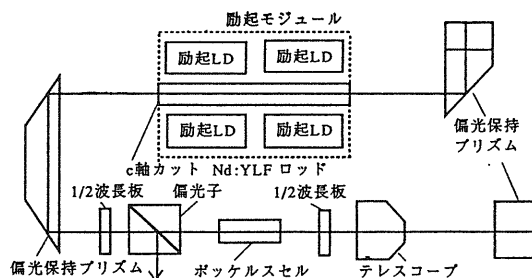 励起モジュール
励起LD
励起LD
励起LD
励起LD
c軸カット Nd:YLF ロッド
偏光保持
プリズム
1/2波長板
偏光子
1/2波長板
偏光保持プリズム
ポッケルスセル
テレスコープ